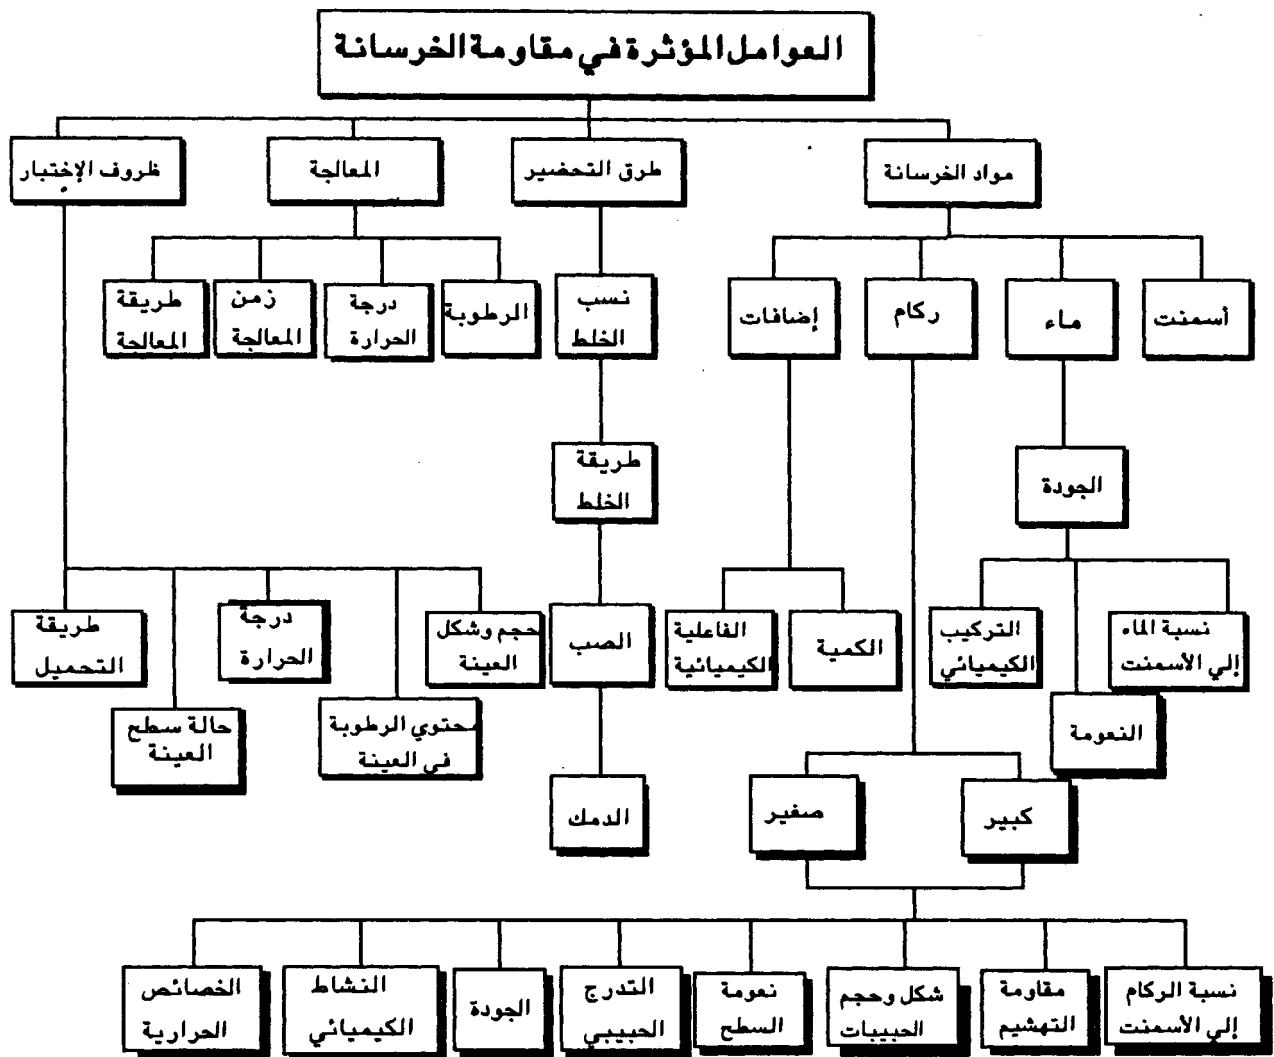 العوامل المؤثرة في مقاومة الخرسانة
مواد الخرسانة
طرق التحضير
المعالجة
ظروف الإختبار
أسمنت
ماء
ركام
إضافات
نسب
الخلط
الرطوبة
درجة
الحرارة
زمن
المعالجة
طريقة
المعالحة
طريقة
الخلط
الجودة
نسبة الماء
إلي الأسمنت
التركيب
الكيميائي
النعومة
الكمية
الفاعلية
الكيميائية
الصب
حجم وشكل
العينة
درجة
الحرارة
طريقة
التحميل
محتوي الرطوبة
في العينة
حالة سطح
العينة
كبير
صغير
الدمك
نسبة الركام
إلي الأسمنت
مقاومة
التهشيم
شكل وحجم
الحبيبات
نعومة
السطح
التدرج
الحبيبي
الجودة
النشاط
الكيميائي
الخصائص
الحرارية